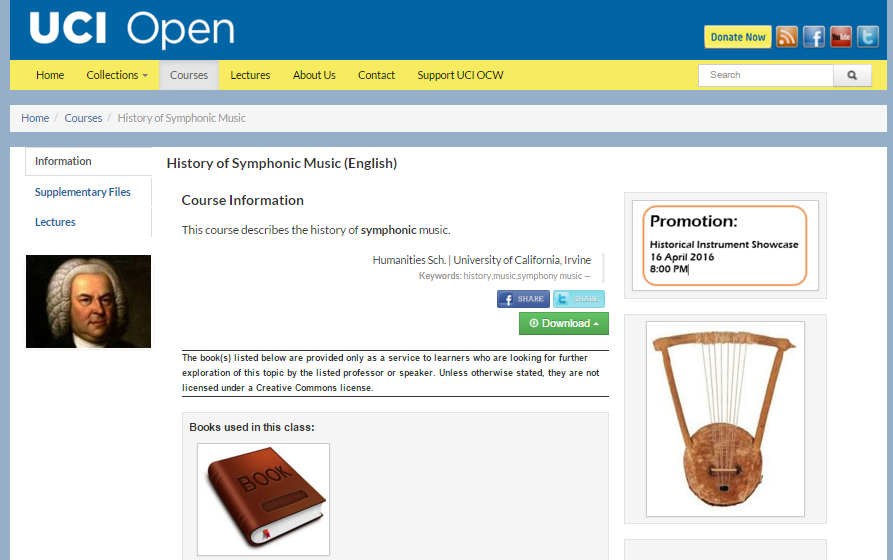 UCI Open
Donate Now
You Tube
Home Collections Courses Lectures About Us Contact Support UCI OCW
Search
Home / Courses / History of Symphonic Music
Information
Supplementary Files
Lectures
History of Symphonic Music (English)
Course Information
This course describes the history of symphonic music.
Humanities Sch. | University of California, Irvine
Keywords: history,music,symphony music —
SHARE SHARE
Download
The book(s) listed below are provided only as a service to learners who are looking for further
exploration of this topic by the listed professor or speaker. Unless otherwise stated, they are not
licensed under a Creative Commons license.
Books used in this class:
BOOK
Promotion:
Historical Instrument Showcase
16 April 2016
8:00 PM